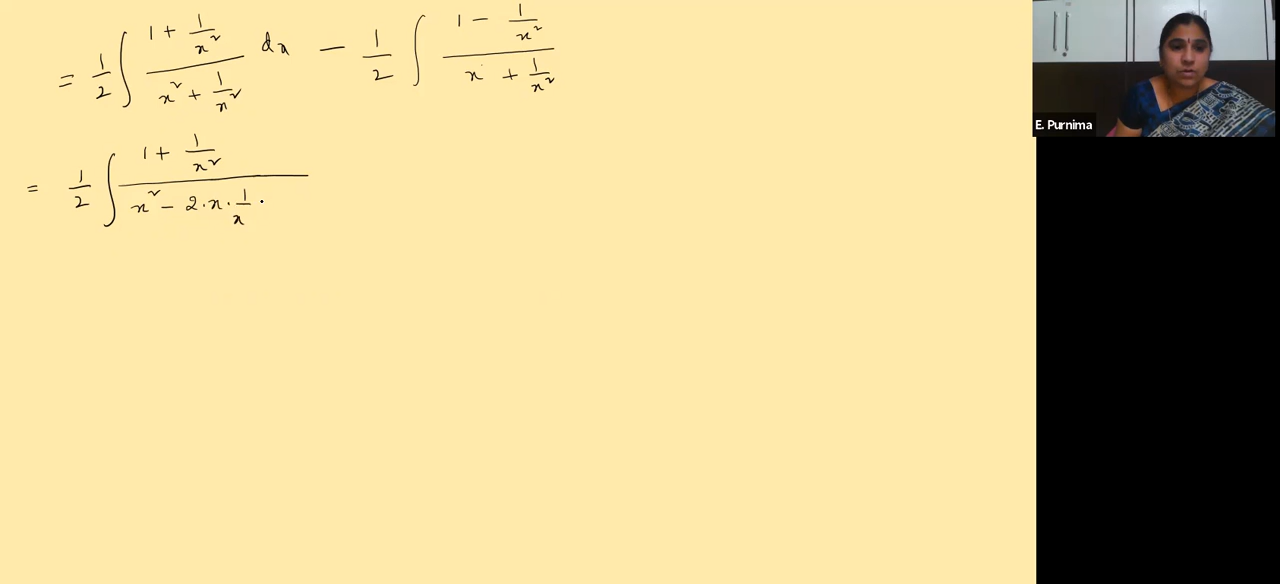 = 1/2 ∫ (1 + 1/x²)/(x² + 1/x²) dx − 1/2 ∫ (1 − 1/x²)/(x + 1/x²)
= 1/2 ∫ (1 + 1/x²)/(x² − 2·x·1/x ·
E. Purnima